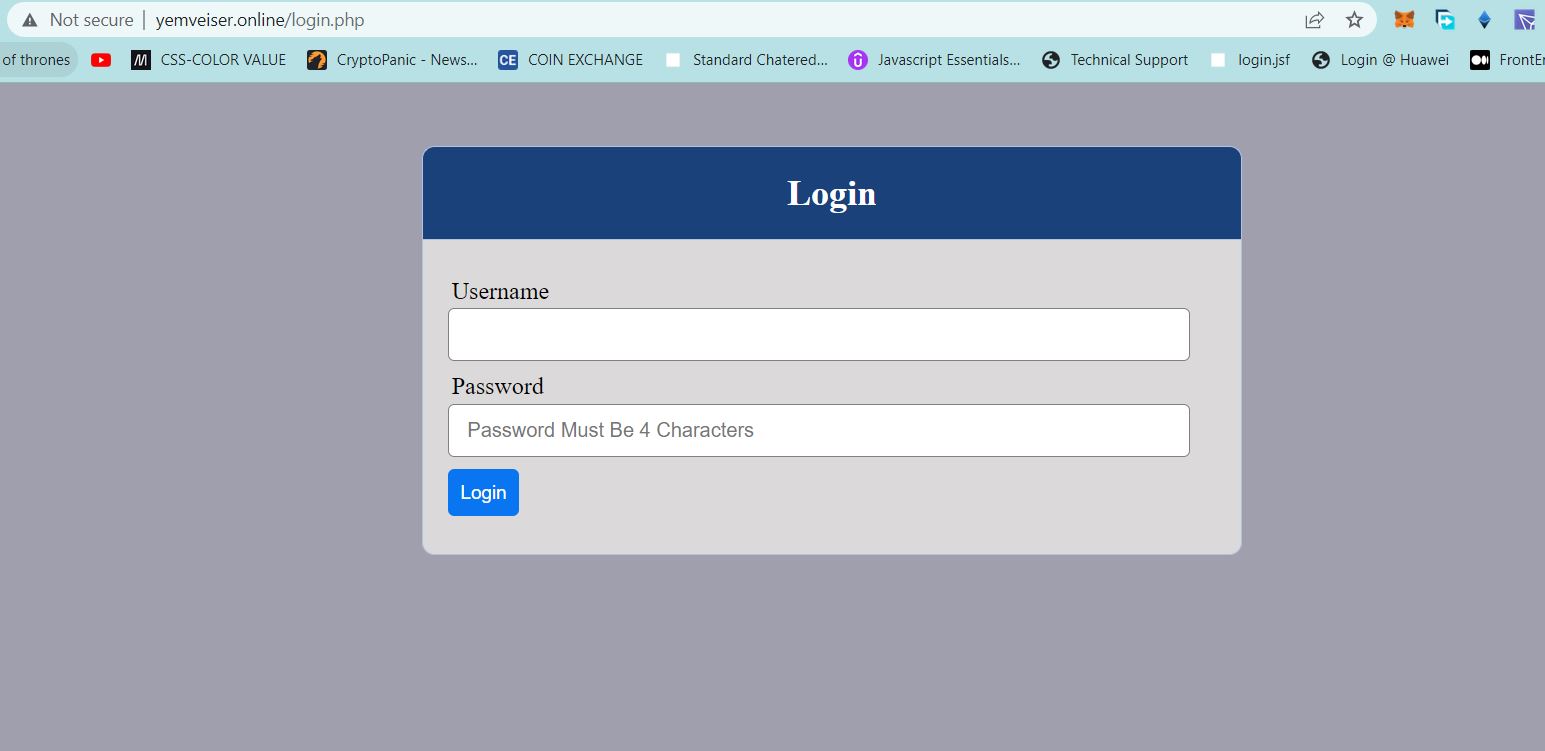 Not secure | yemveiser.online/login.php
of thrones CSS-COLOR VALUE CryptoPanic - News... CE COIN EXCHANGE Standard Chatered... Javascript Essentials... Technical Support login.jsf Login @ Huawei FrontEr
Login
Username
Password
Password Must Be 4 Characters
Login